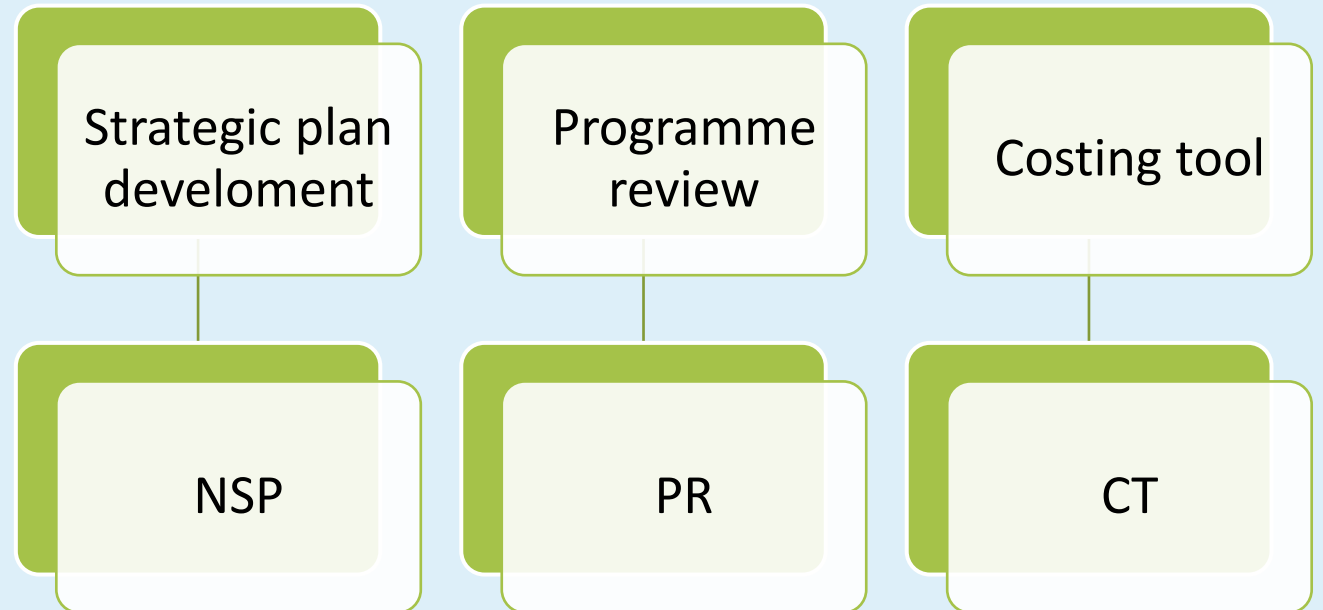 Strategic plan
develoment
Programme
review
Costing tool
NSP
PR
CT